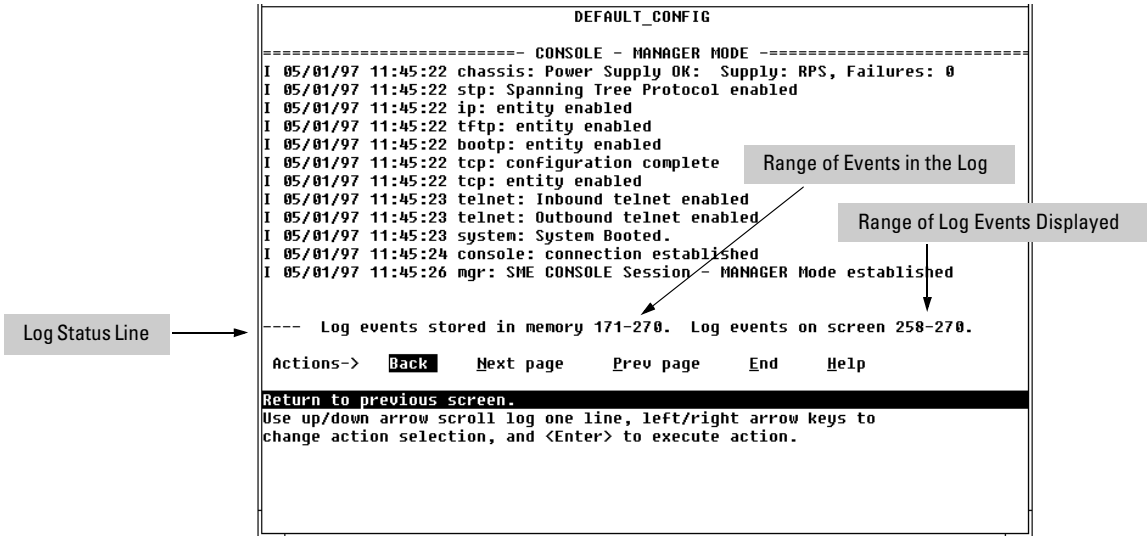 DEFAULT_CONFIG
==========================- CONSOLE - MANAGER MODE -===========================
I 05/01/97 11:45:22 chassis: Power Supply OK: Supply: RPS, Failures: 0
I 05/01/97 11:45:22 stp: Spanning Tree Protocol enabled
I 05/01/97 11:45:22 ip: entity enabled
I 05/01/97 11:45:22 tftp: entity enabled
I 05/01/97 11:45:22 bootp: entity enabled
I 05/01/97 11:45:22 tcp: configuration complete
Range of Events in the Log
I 05/01/97 11:45:22 tcp: entity enabled
I 05/01/97 11:45:23 telnet: Inbound telnet enabled
I 05/01/97 11:45:23 telnet: Outbound telnet enabled
Range of Log Events Displayed
I 05/01/97 11:45:23 system: System Booted.
I 05/01/97 11:45:24 console: connection established
I 05/01/97 11:45:26 mgr: SME CONSOLE Session - MANAGER Mode established
Log Status Line
---- Log events stored in memory 171-270. Log events on screen 258-270.
Actions-> Back Next page Prev page End Help
Return to previous screen.
Use up/down arrow scroll log one line, left/right arrow keys to
change action selection, and <Enter> to execute action.